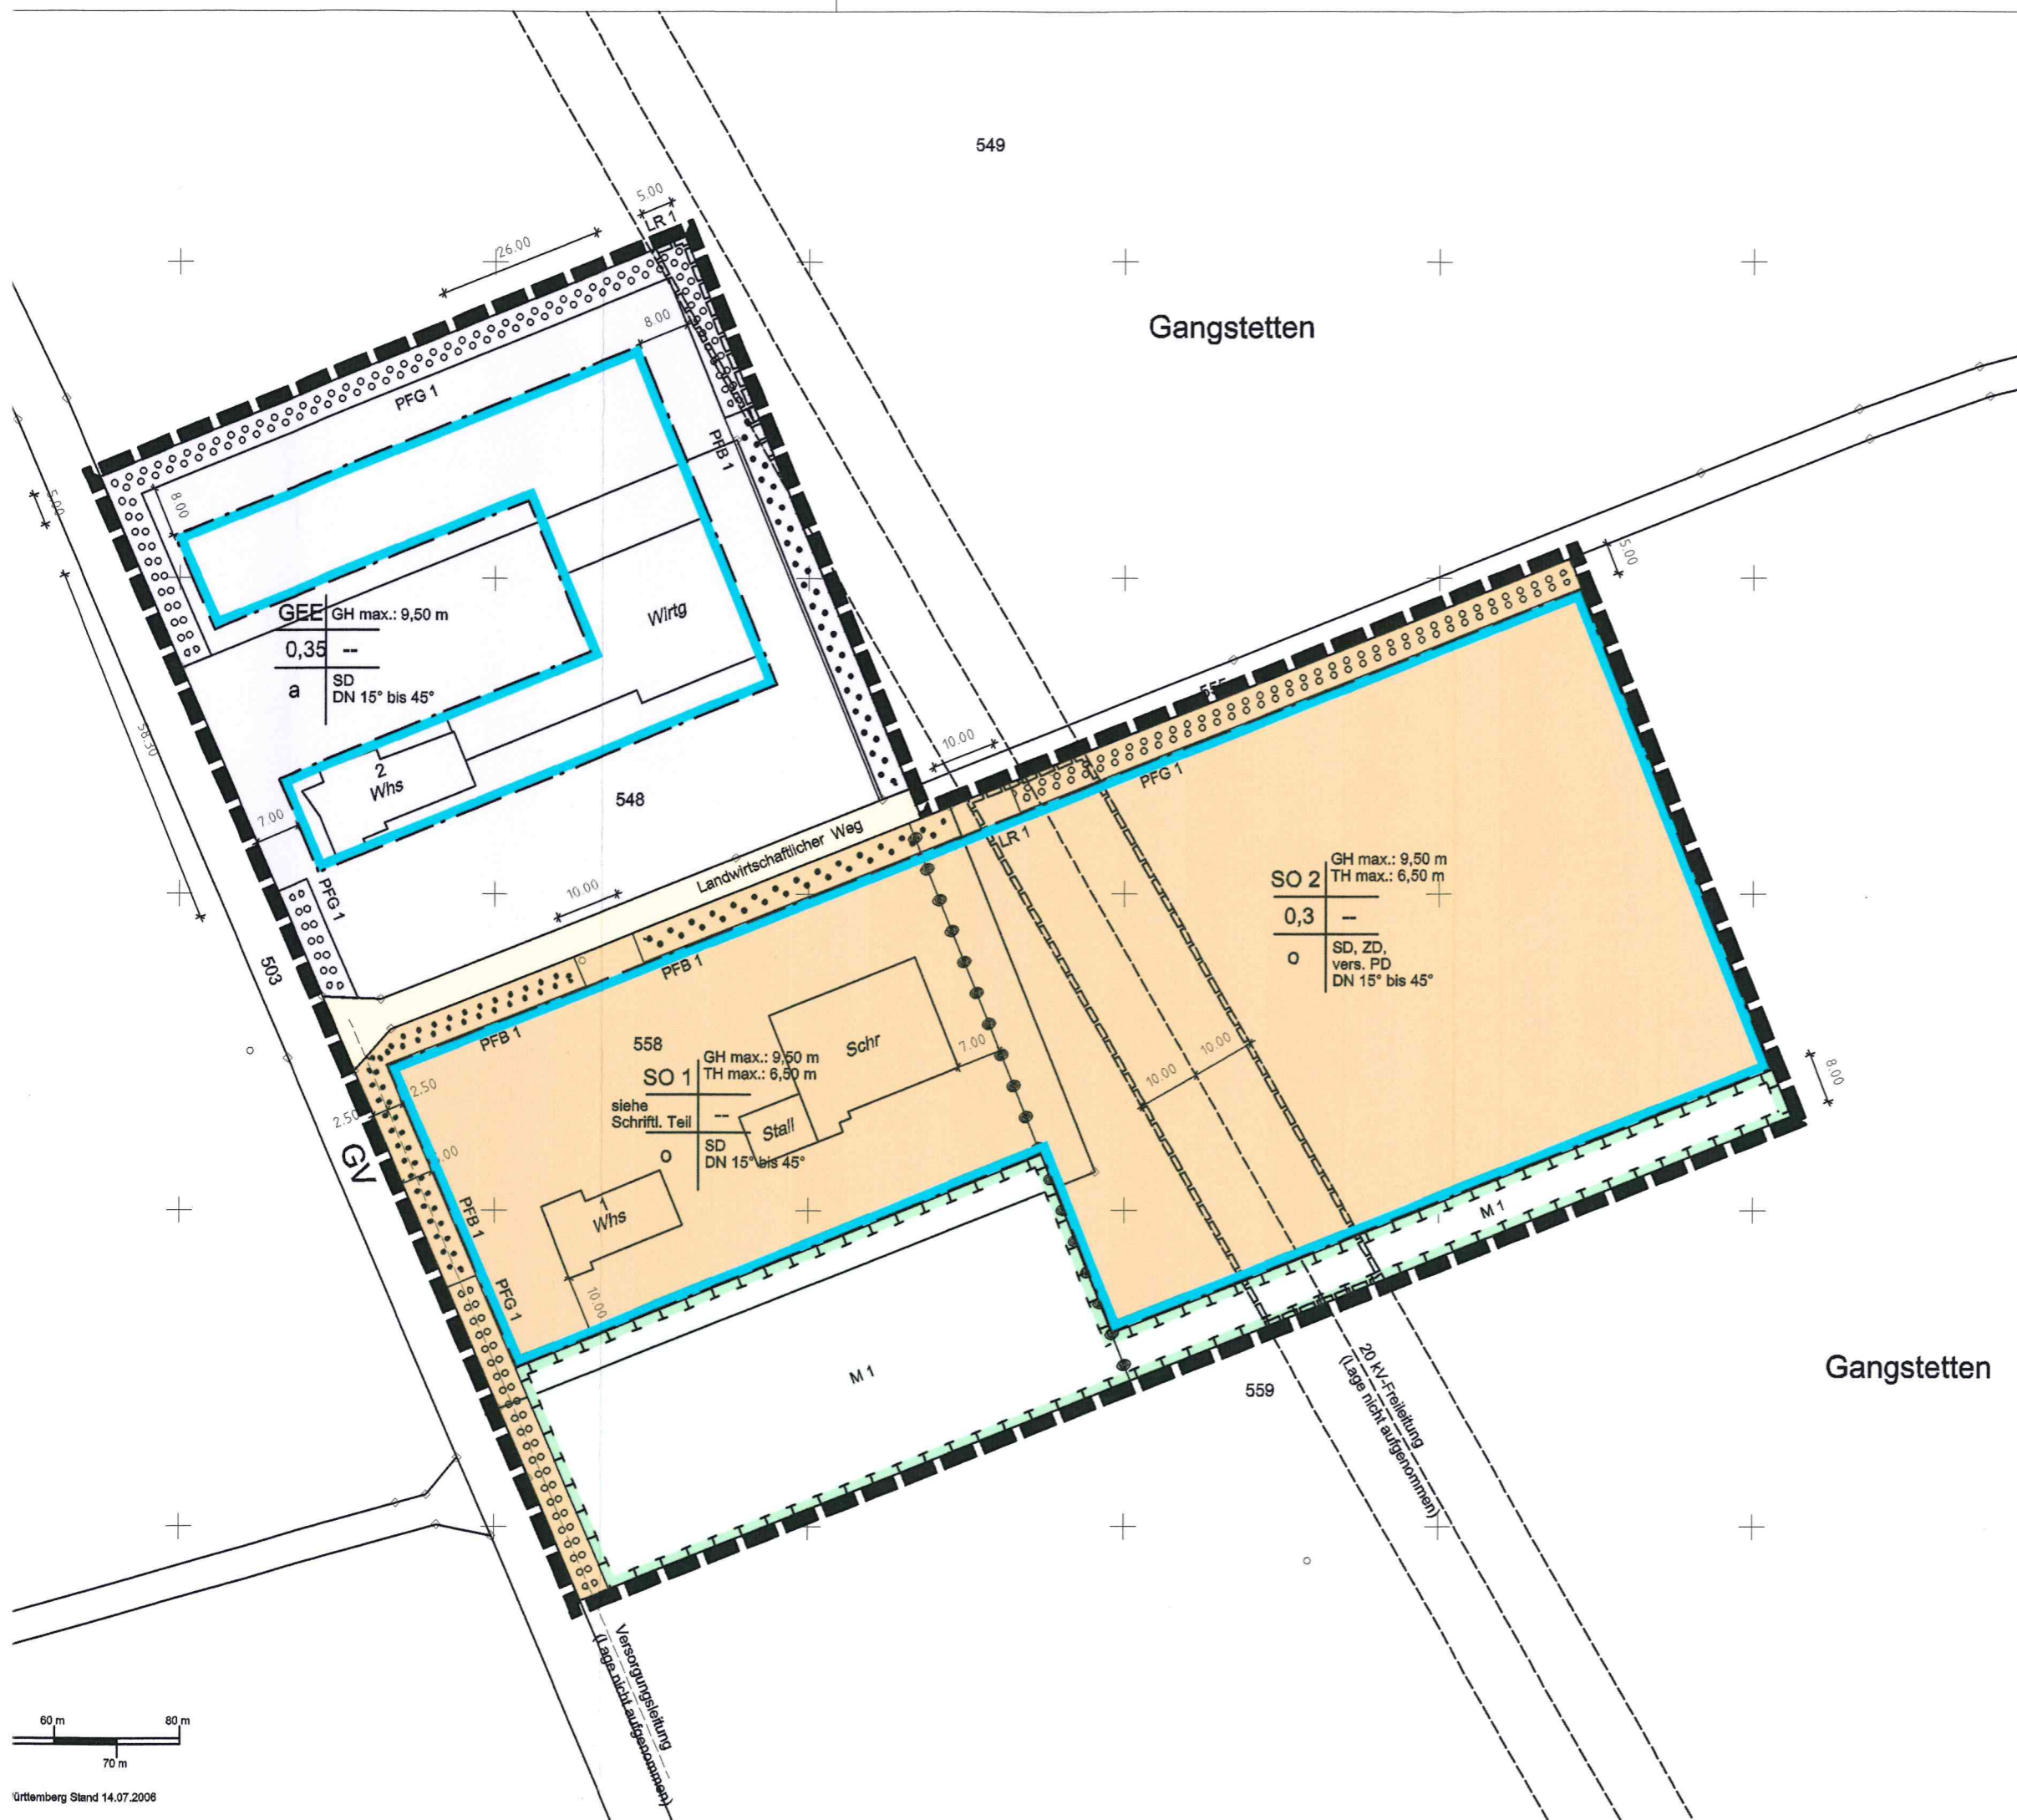 549
5.00
LR 1
26.00
Gangstetten
8.00
PFG 1
PFB 1
5.00
8.00
5.00
GEE
GH max.: 9,50 m
0,35
--
a
SD
DN 15° bis 45°
Wirtg
58.30
555
10.00
2
Whs
548
7.00
PFG 1
Landwirtschaftlicher Weg
10.00
PFG 1
LR 1
503
PFB 1
PFB 1
SO 2
GH max.: 9,50 m
TH max.: 6,50 m
0,3
--
o
SD, ZD,
vers. PD
DN 15° bis 45°
558
Schr
7.00
SO 1
GH max.: 9,50 m
TH max.: 6,50 m
siehe
Schriftl. Teil
--
o
SD
DN 15° bis 45°
Stall
10.00
10.00
8.00
2.50
2.50
GV
PFB 1
1
Whs
M 1
PFG 1
10.00
M 1
559
20 kV-Freileitung
(Lage nicht aufgenommen)
Gangstetten
Versorgungsleitung
(Lage nicht aufgenommen)
60 m
80 m
70 m
ürttemberg Stand 14.07.2006